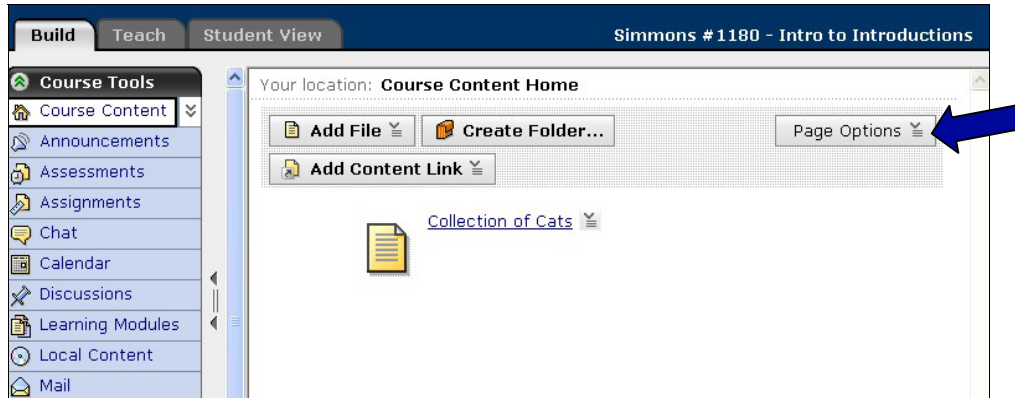 Build Teach Student View Simmons #1180 - Intro to Introductions
Course Tools
Course Content
Announcements
Assessments
Assignments
Chat
Calendar
Discussions
Learning Modules
Local Content
Mail
Your location: Course Content Home
Add File Create Folder... Page Options
Add Content Link
Collection of Cats